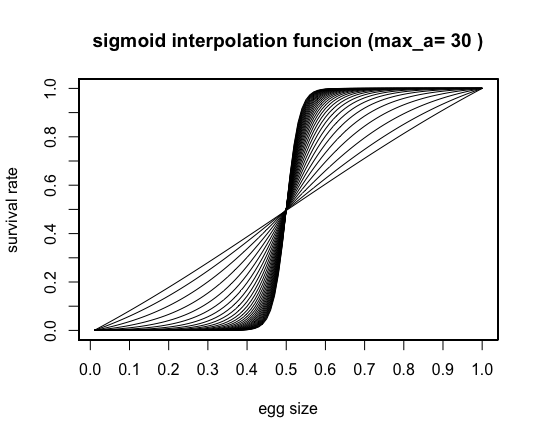 sigmoid interpolation funcion (max_a= 30 )
survival rate
1.0
0.8
0.6
0.4
0.2
0.0
0.0 0.1 0.2 0.3 0.4 0.5 0.6 0.7 0.8 0.9 1.0
egg size